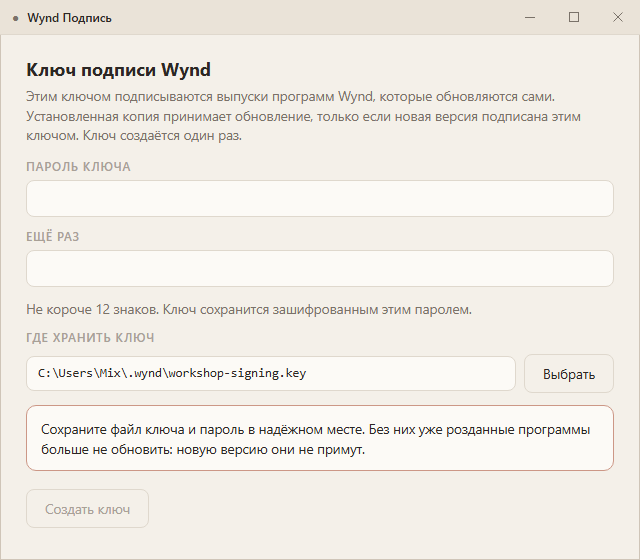 Wynd Подпись
Ключ подписи Wynd
Этим ключом подписываются выпуски программ Wynd, которые обновляются сами.
Установленная копия принимает обновление, только если новая версия подписана этим
ключом. Ключ создаётся один раз.
ПАРОЛЬ КЛЮЧА
ЕЩЁ РАЗ
Не короче 12 знаков. Ключ сохранится зашифрованным этим паролем.
ГДЕ ХРАНИТЬ КЛЮЧ
C:\Users\Mix\.wynd\workshop-signing.key
Выбрать
Сохраните файл ключа и пароль в надёжном месте. Без них уже розданные программы
больше не обновить: новую версию они не примут.
Создать ключ